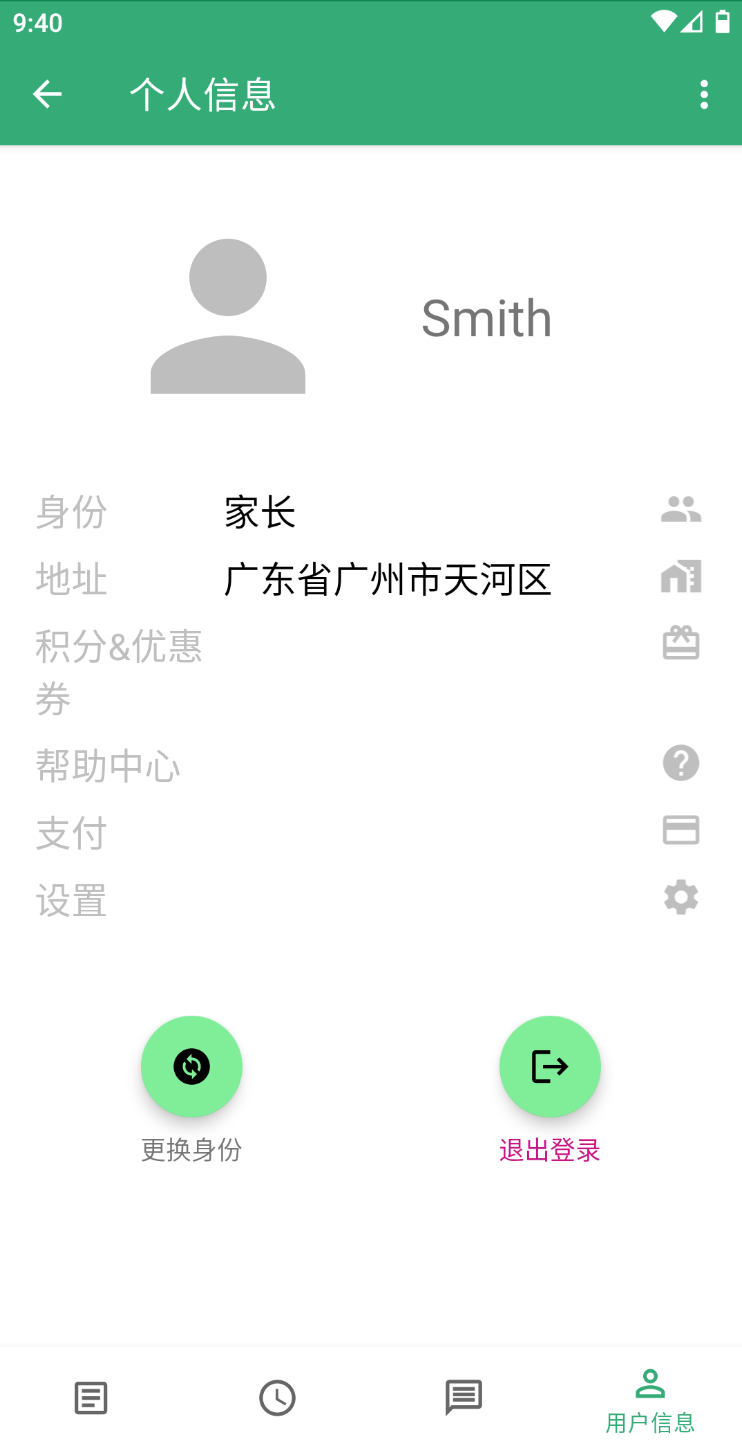 9:40
个人信息
Smith
身份 家长
地址 广东省广州市天河区
积分&优惠
券
帮助中心
支付
设置
更换身份 退出登录
用户信息